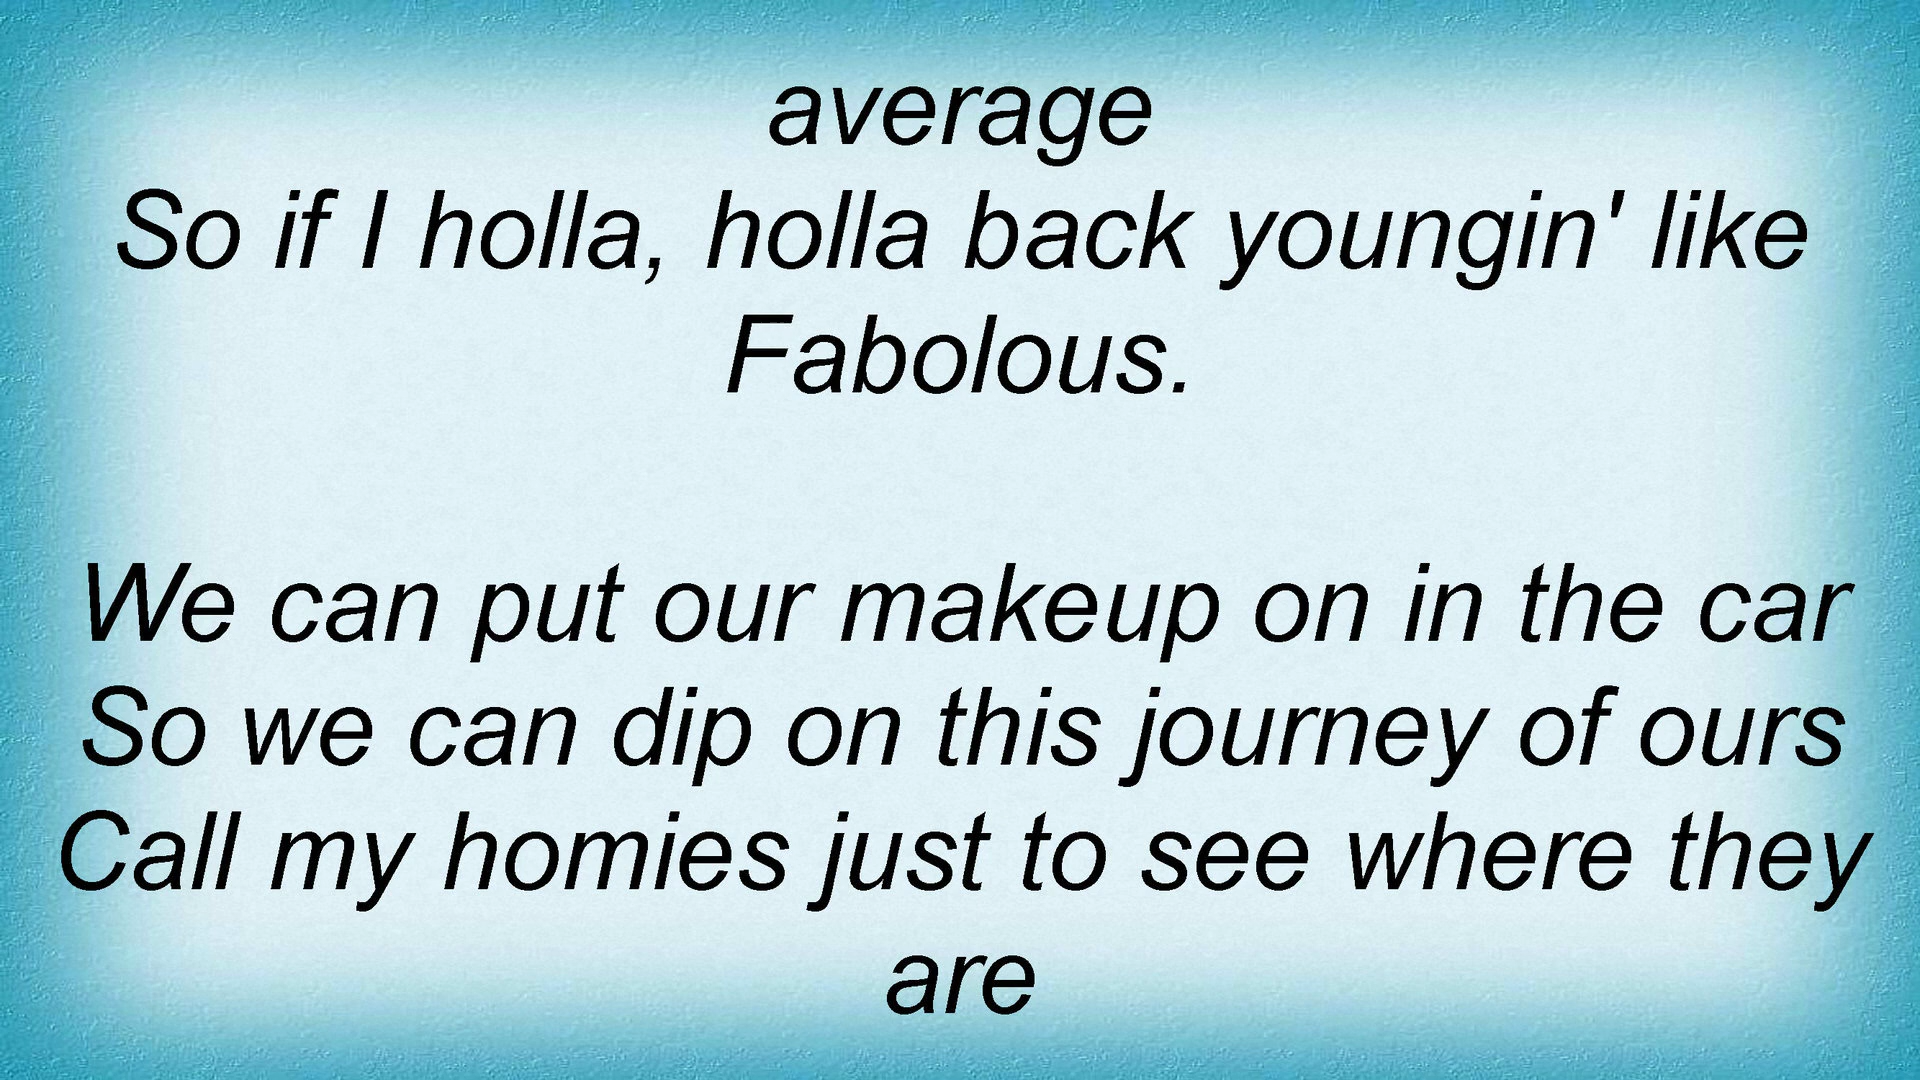 average
So if I holla, holla back youngin' like
Fabolous.
We can put our makeup on in the car
So we can dip on this journey of ours
Call my homies just to see where they
are